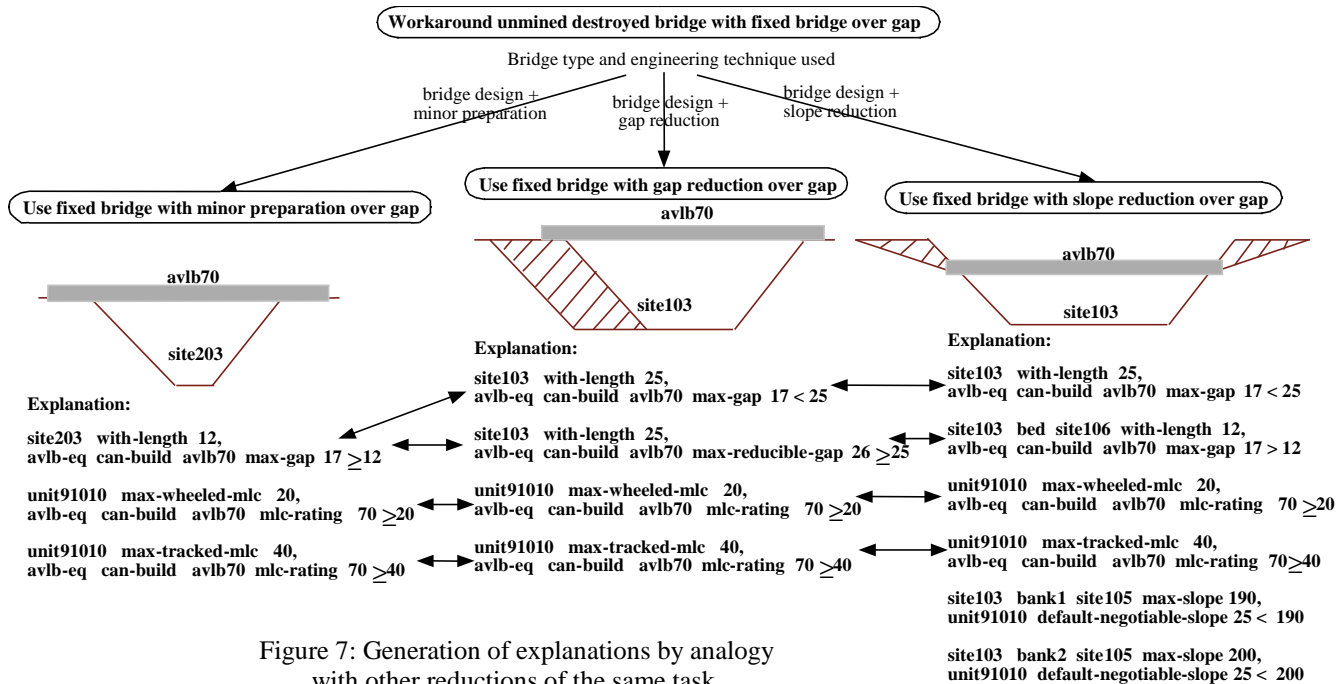 Workaround unmined destroyed bridge with fixed bridge over gap
Bridge type and engineering technique used
bridge design +
minor preparation
bridge design +
gap reduction
bridge design +
slope reduction
Use fixed bridge with minor preparation over gap
avlb70
site203
Explanation:
site203 with-length 12,
avlb-eq can-build avlb70 max-gap 17 ≥12
unit91010 max-wheeled-mlc 20,
avlb-eq can-build avlb70 mlc-rating 70 ≥20
unit91010 max-tracked-mlc 40,
avlb-eq can-build avlb70 mlc-rating 70 ≥40
Use fixed bridge with gap reduction over gap
avlb70
site103
Explanation:
site103 with-length 25,
avlb-eq can-build avlb70 max-gap 17 < 25
site103 with-length 25,
avlb-eq can-build avlb70 max-reducible-gap 26 ≥25
unit91010 max-wheeled-mlc 20,
avlb-eq can-build avlb70 mlc-rating 70 ≥20
unit91010 max-tracked-mlc 40,
avlb-eq can-build avlb70 mlc-rating 70 ≥40
Use fixed bridge with slope reduction over gap
avlb70
site103
Explanation:
site103 with-length 25,
avlb-eq can-build avlb70 max-gap 17 < 25
site103 bed site106 with-length 12,
avlb-eq can-build avlb70 max-gap 17 > 12
unit91010 max-wheeled-mlc 20,
avlb-eq can-build avlb70 mlc-rating 70 ≥20
unit91010 max-tracked-mlc 40,
avlb-eq can-build avlb70 mlc-rating 70≥40
site103 bank1 site105 max-slope 190,
unit91010 default-negotiable-slope 25 < 190
site103 bank2 site105 max-slope 200,
unit91010 default-negotiable-slope 25 < 200
Figure 7: Generation of explanations by analogy
with other reductions of the same task